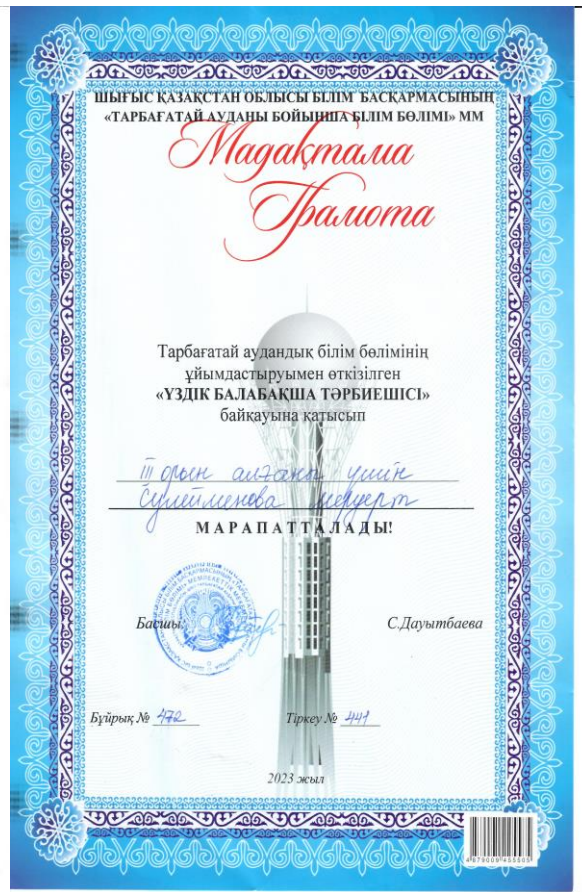 ШЫҒЫС ҚАЗАҚСТАН ОБЛЫСЫ БІЛІМ БАСҚАРМАСЫНЫҢ
«ТАРБАҒАТАЙ АУДАНЫ БОЙЫНША БІЛІМ БӨЛІМІ» ММ
Мадақтама
Грамота
Тарбағатай аудандық білім бөлімінің
ұйымдастыруымен өткізілген
«ҮЗДІК БАЛАБАҚША ТӘРБИЕШІСІ»
байқауына қатысып
III орын алғаны үшін
Сулейменова Меруерт
МАРАПАТТАЛАДЫ!
Басшы: С.Дауытбаева
Бұйрық № 472 Тіркеу № 441
2023 жыл
4679009455505